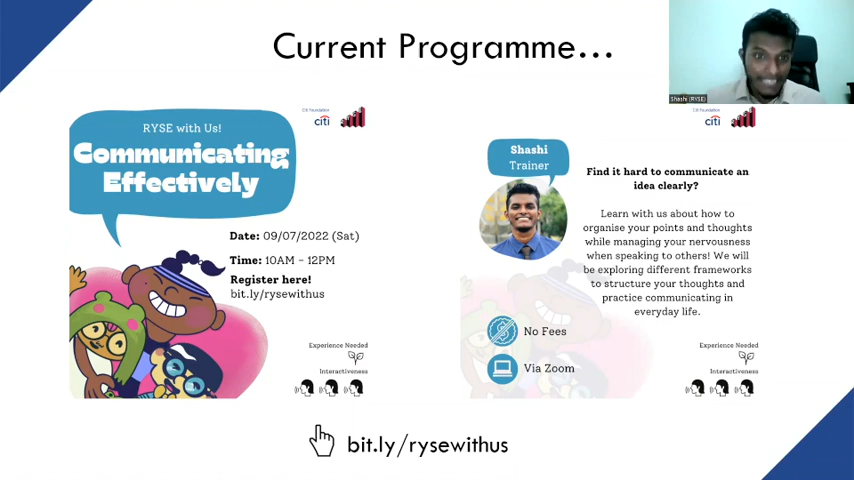 Current Programme...
Shashi (RYSE)
RYSE with Us!
Communicating
Effectively
Citi Foundation
citi
Date: 09/07/2022 (Sat)
Time: 10AM – 12PM
Register here!
bit.ly/rysewithus
Experience Needed
Interactiveness
Citi Foundation
citi
Shashi
Trainer
Find it hard to communicate an
idea clearly?
Learn with us about how to
organise your points and thoughts
while managing your nervousness
when speaking to others! We will
be exploring different frameworks
to structure your thoughts and
practice communicating in
everyday life.
No Fees
Via Zoom
Experience Needed
Interactiveness
bit.ly/rysewithus